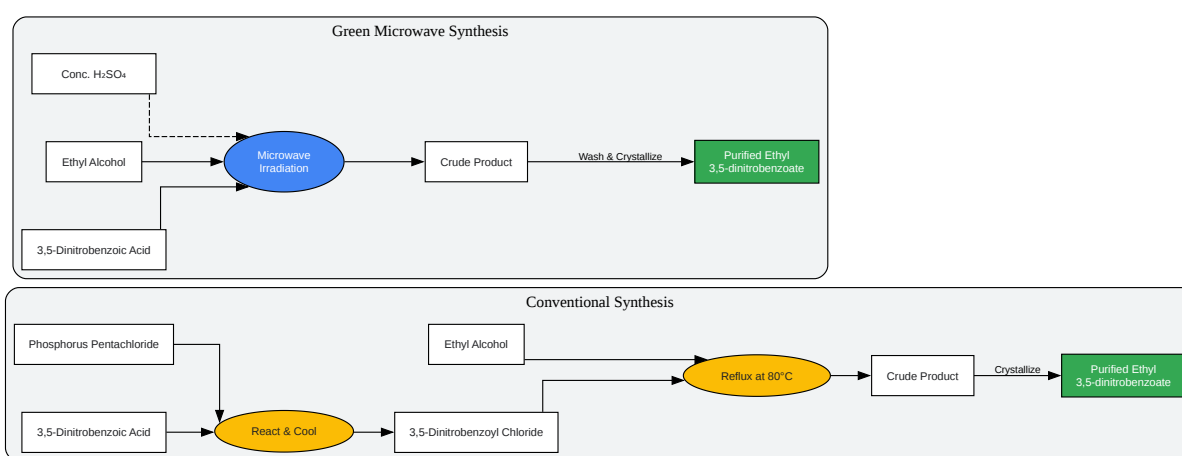 Green Microwave Synthesis
Conc. H₂SO₄
Ethyl Alcohol
Microwave
Irradiation
Crude Product
Wash & Crystallize
Purified Ethyl
3,5-dinitrobenzoate
3,5-Dinitrobenzoic Acid
Conventional Synthesis
Phosphorus Pentachloride
Ethyl Alcohol
Reflux at 80°C
Crude Product
Crystallize
Purified Ethyl
3,5-dinitrobenzoate
3,5-Dinitrobenzoic Acid
React & Cool
3,5-Dinitrobenzoyl Chloride